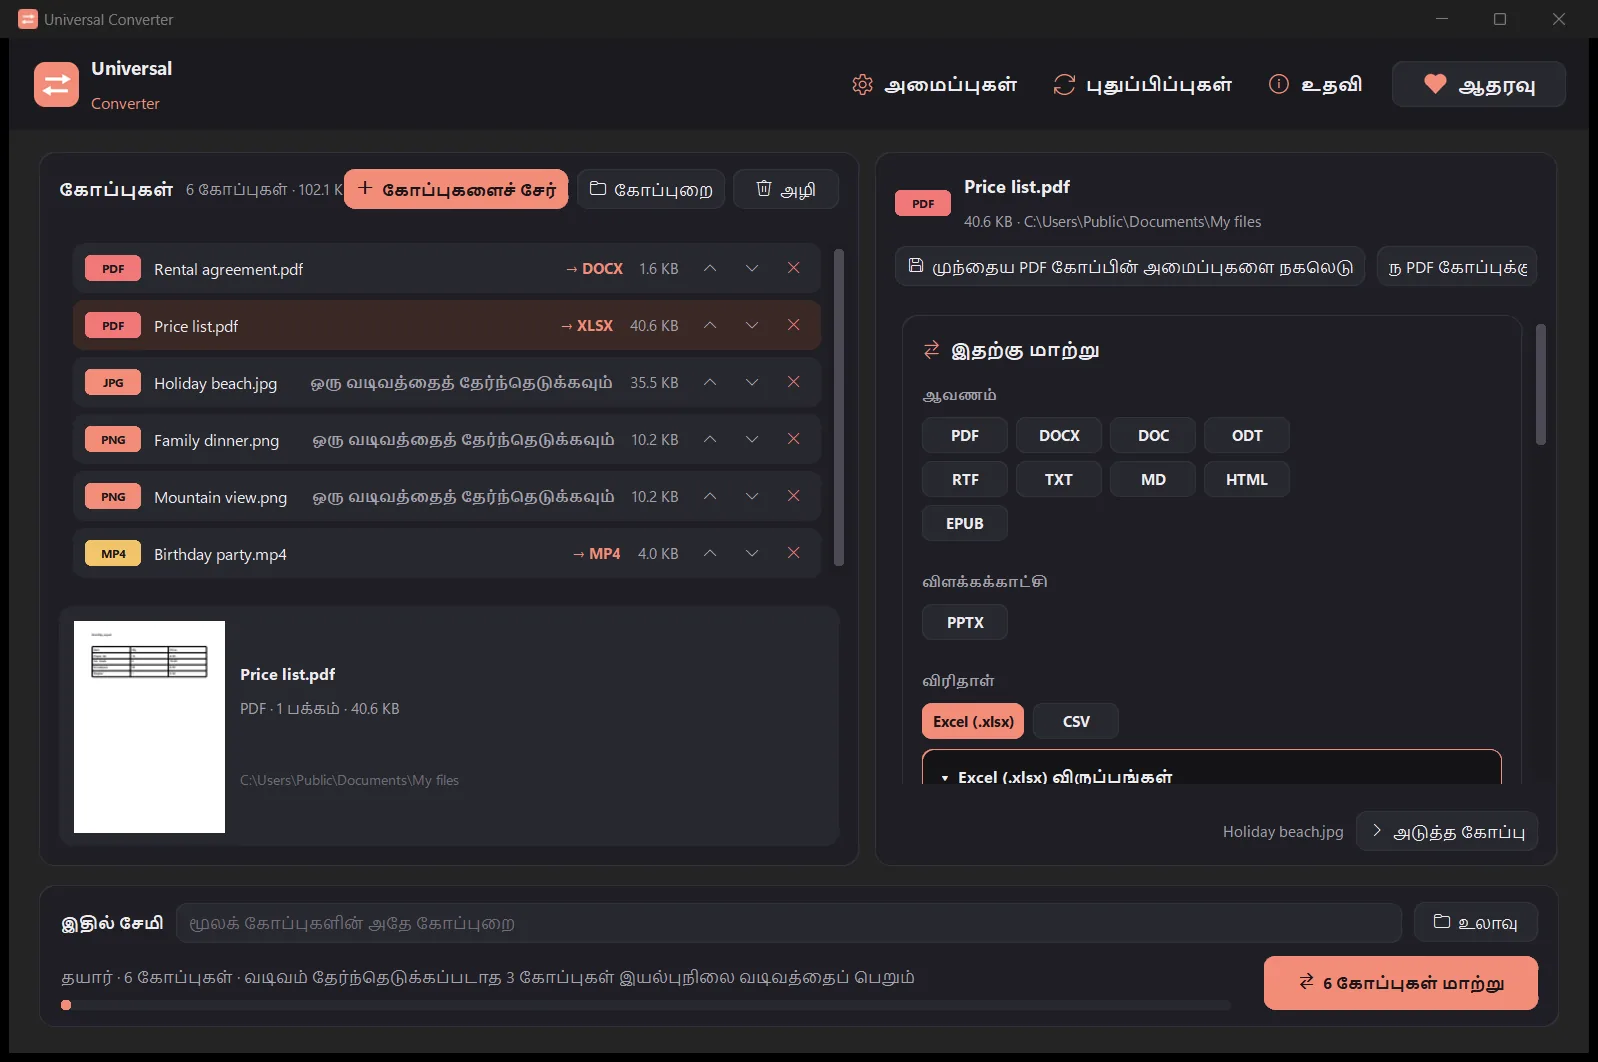 Universal Converter
Universal
Converter
அமைப்புகள்
புதுப்பிப்புகள்
உதவி
ஆதரவு
கோப்புகள் 6 கோப்புகள் · 102.1 K
+ கோப்புகளைச் சேர்
கோப்புறை
அழி
PDF Rental agreement.pdf → DOCX 1.6 KB
PDF Price list.pdf → XLSX 40.6 KB
JPG Holiday beach.jpg ஒரு வடிவத்தைத் தேர்ந்தெடுக்கவும் 35.5 KB
PNG Family dinner.png ஒரு வடிவத்தைத் தேர்ந்தெடுக்கவும் 10.2 KB
PNG Mountain view.png ஒரு வடிவத்தைத் தேர்ந்தெடுக்கவும் 10.2 KB
MP4 Birthday party.mp4 → MP4 4.0 KB
Price list.pdf
PDF · 1 பக்கம் · 40.6 KB
C:\Users\Public\Documents\My files
PDF
Price list.pdf
40.6 KB · C:\Users\Public\Documents\My files
முந்தைய PDF கோப்பின் அமைப்புகளை நகலெடு
ந PDF கோப்புக்கு
இதற்கு மாற்று
ஆவணம்
PDF DOCX DOC ODT
RTF TXT MD HTML
EPUB
விளக்கக்காட்சி
PPTX
விரிதாள்
Excel (.xlsx) CSV
▾ Excel (.xlsx) விருப்பங்கள்
Holiday beach.jpg
அடுத்த கோப்பு
இதில் சேமி
மூலக் கோப்புகளின் அதே கோப்புறை
உலாவு
தயார் · 6 கோப்புகள் · வடிவம் தேர்ந்தெடுக்கப்படாத 3 கோப்புகள் இயல்புநிலை வடிவத்தைப் பெறும்
6 கோப்புகள் மாற்று